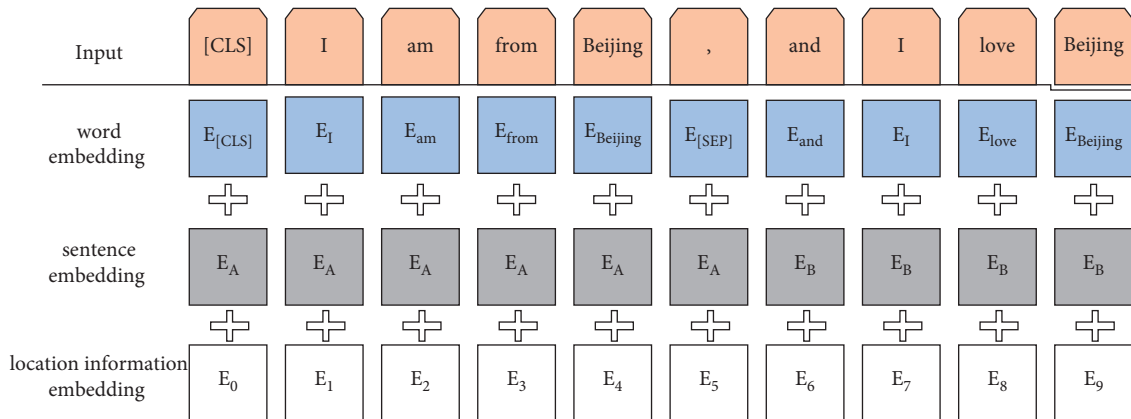 Input [CLS] I am from Beijing , and I love Beijing
word
embedding
E[CLS] EI Eam Efrom EBeijing E[SEP] Eand EI Elove EBeijing
sentence
embedding
EA EA EA EA EA EA EB EB EB EB
location information
embedding
E0 E1 E2 E3 E4 E5 E6 E7 E8 E9